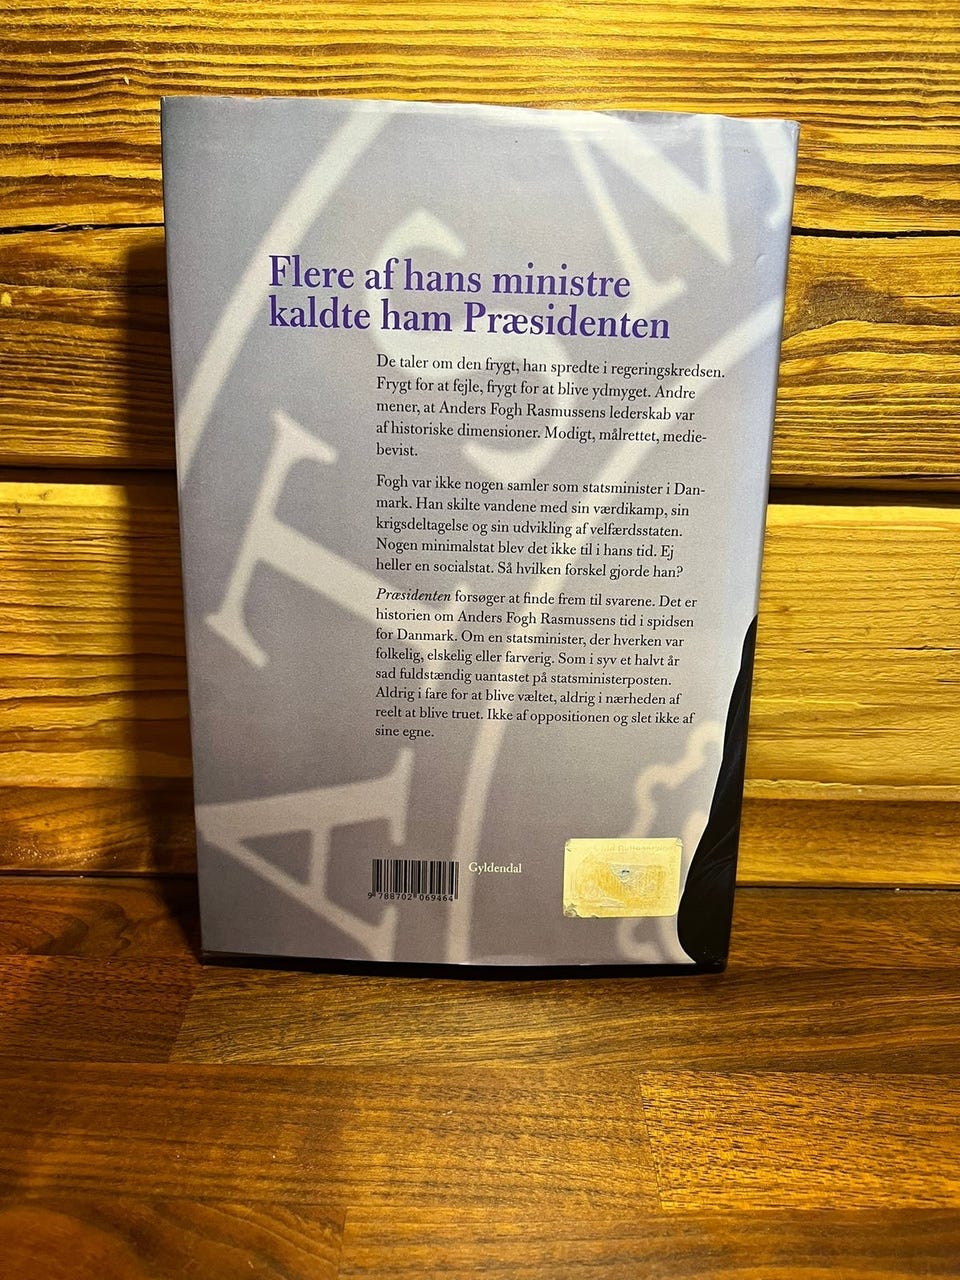 Flere af hans ministre
kaldte ham Præsidenten
De taler om den frygt, han spredte i regeringskredsen.
Frygt for at fejle, frygt for at blive ydmyget. Andre
mener, at Anders Fogh Rasmussens lederskab var
af historiske dimensioner. Modigt, målrettet, medie-
bevist.
Fogh var ikke nogen samler som statsminister i Dan-
mark. Han skilte vandene med sin værdikamp, sin
krigsdeltagelse og sin udvikling af velfærdsstaten.
Nogen minimalstat blev det ikke til i hans tid. Ej
heller en socialstat. Så hvilken forskel gjorde han?
Præsidenten forsøger at finde frem til svarene. Det er
historien om Anders Fogh Rasmussens tid i spidsen
for Danmark. Om en statsminister, der hverken var
folkelig, elskelig eller farverig. Som i syv et halvt år
sad fuldstændig uantastet på statsministerposten.
Aldrig i fare for at blive væltet, aldrig i nærheden af
reelt at blive truet. Ikke af oppositionen og slet ikke af
sine egne.
Gyldendal
9 788702 069464